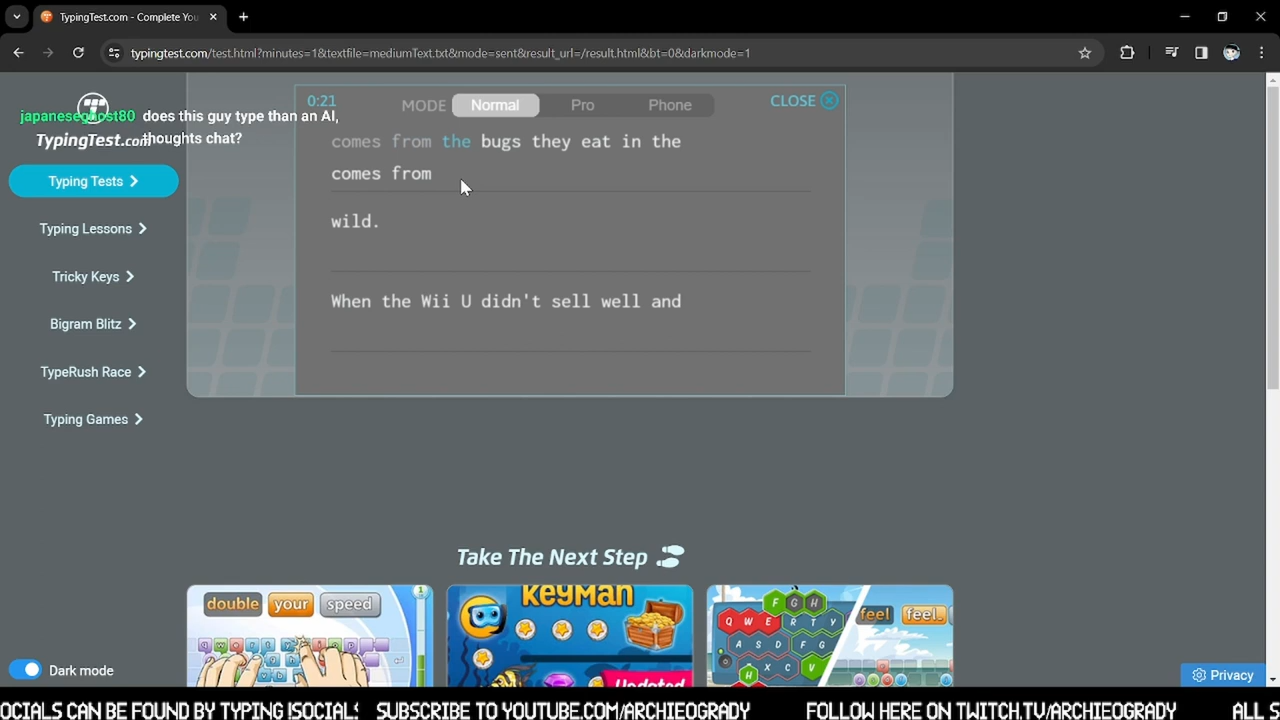 TypingTest.com - Complete You
typingtest.com/test.html?minutes=1&textfile=mediumText.txt&mode=sent&result_url=/result.html&bt=0&darkmode=1
japaneseghost80 does this guy type than an AI,
thoughts chat?
TypingTest.com
Typing Tests
Typing Lessons
Tricky Keys
Bigram Blitz
TypeRush Race
Typing Games
0:21
MODE Normal Pro Phone
CLOSE
comes from the bugs they eat in the
comes from
wild.
When the Wii U didn't sell well and
Take The Next Step
double your speed
KeyMan
Updated
F G H
Q W E R T Y
A S D F G
X C V
H
feel feel_
Dark mode
Privacy
OCIALS CAN BE FOUND BY TYPING !SOCIALS SUBSCRIBE TO YOUTUBE.COM/ARCHIEOGRADY FOLLOW HERE ON TWITCH.TV/ARCHIEOGRADY ALL S